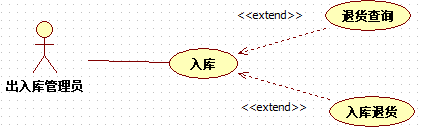 退货查询
<<extend>>
入库
出入库管理员
<<extend>>
入库退货